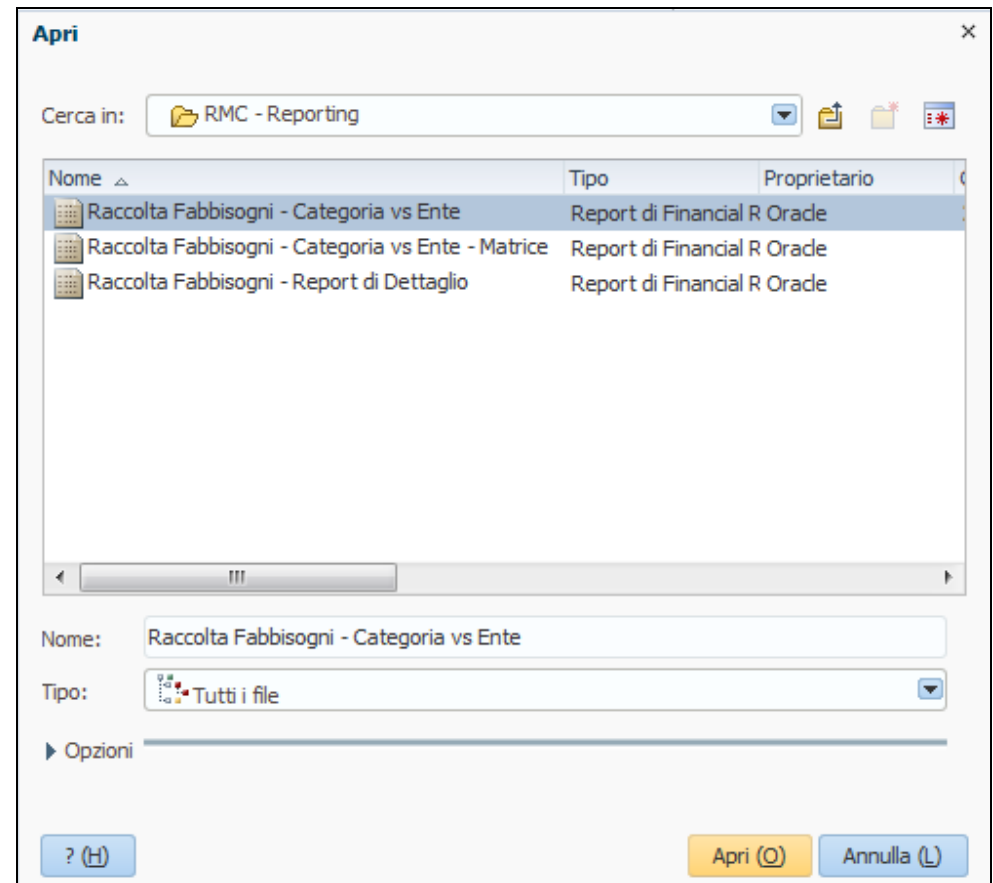 Apri
Cerca in: RMC - Reporting
Nome Tipo Proprietario
Raccolta Fabbisogni - Categoria vs Ente Report di Financial R Oracle
Raccolta Fabbisogni - Categoria vs Ente - Matrice Report di Financial R Oracle
Raccolta Fabbisogni - Report di Dettaglio Report di Financial R Oracle
Nome: Raccolta Fabbisogni - Categoria vs Ente
Tipo: Tutti i file
Opzioni
? (H) Apri (O) Annulla (L)